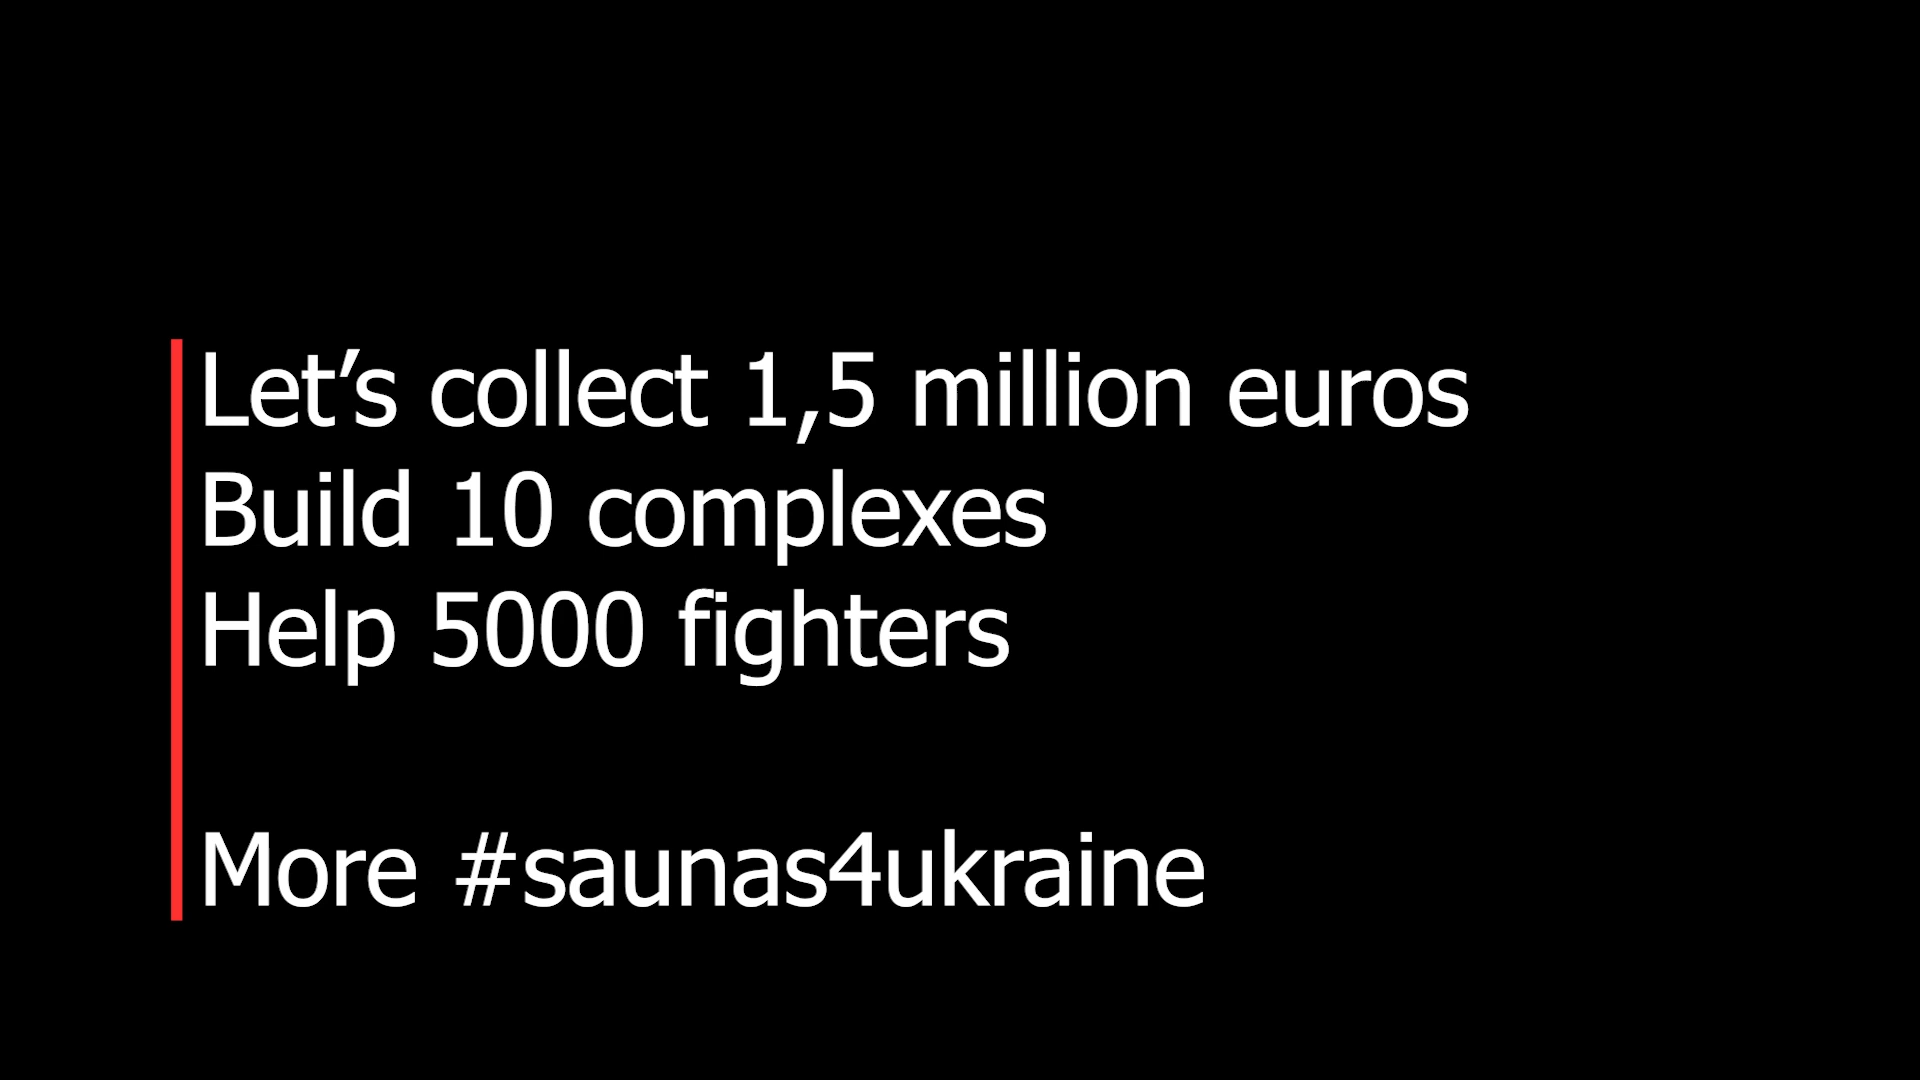 Let’s collect 1,5 million euros
Build 10 complexes
Help 5000 fighters
More #saunas4ukraine